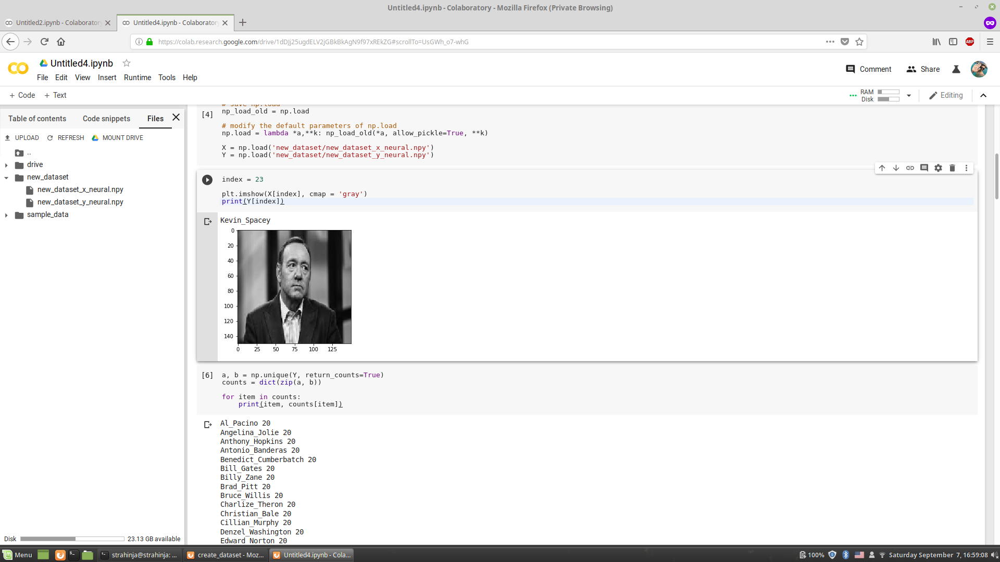 Untitled4.ipynb - Colaboratory - Mozilla Firefox (Private Browsing)
Untitled2.ipynb - Colaborator
Untitled4.ipynb - Colaborator
https://colab.research.google.com/drive/1dDJj25ugdELV2jGBkBkAgN9f97xREkZG#scrollTo=UsGWh_o7-whG
ABP
Untitled4.ipynb
File Edit View Insert Runtime Tools Help
Comment Share
+ Code + Text
RAM
Disk
Editing
Table of contents Code snippets Files
UPLOAD REFRESH MOUNT DRIVE
..
drive
new_dataset
new_dataset_x_neural.npy
new_dataset_y_neural.npy
sample_data
Disk 23.13 GB available
# save np.load
[4] np_load_old = np.load
# modify the default parameters of np.load
np.load = lambda *a,**k: np_load_old(*a, allow_pickle=True, **k)
X = np.load('new_dataset/new_dataset_x_neural.npy')
Y = np.load('new_dataset/new_dataset_y_neural.npy')
index = 23
plt.imshow(X[index], cmap = 'gray')
print(Y[index])
Kevin_Spacey
0
20
40
60
80
100
120
140
0 25 50 75 100 125
[6] a, b = np.unique(Y, return_counts=True)
counts = dict(zip(a, b))
for item in counts:
print(item, counts[item])
Al_Pacino 20
Angelina_Jolie 20
Anthony_Hopkins 20
Antonio_Banderas 20
Benedict_Cumberbatch 20
Bill_Gates 20
Billy_Zane 20
Brad_Pitt 20
Bruce_Willis 20
Charlize_Theron 20
Christian_Bale 20
Cillian_Murphy 20
Denzel_Washington 20
Edward_Norton 20
Menu
strahinja@strahinja: ...
create_dataset - Moz...
Untitled4.ipynb - Cola...
100%
Saturday September 7, 16:59:08